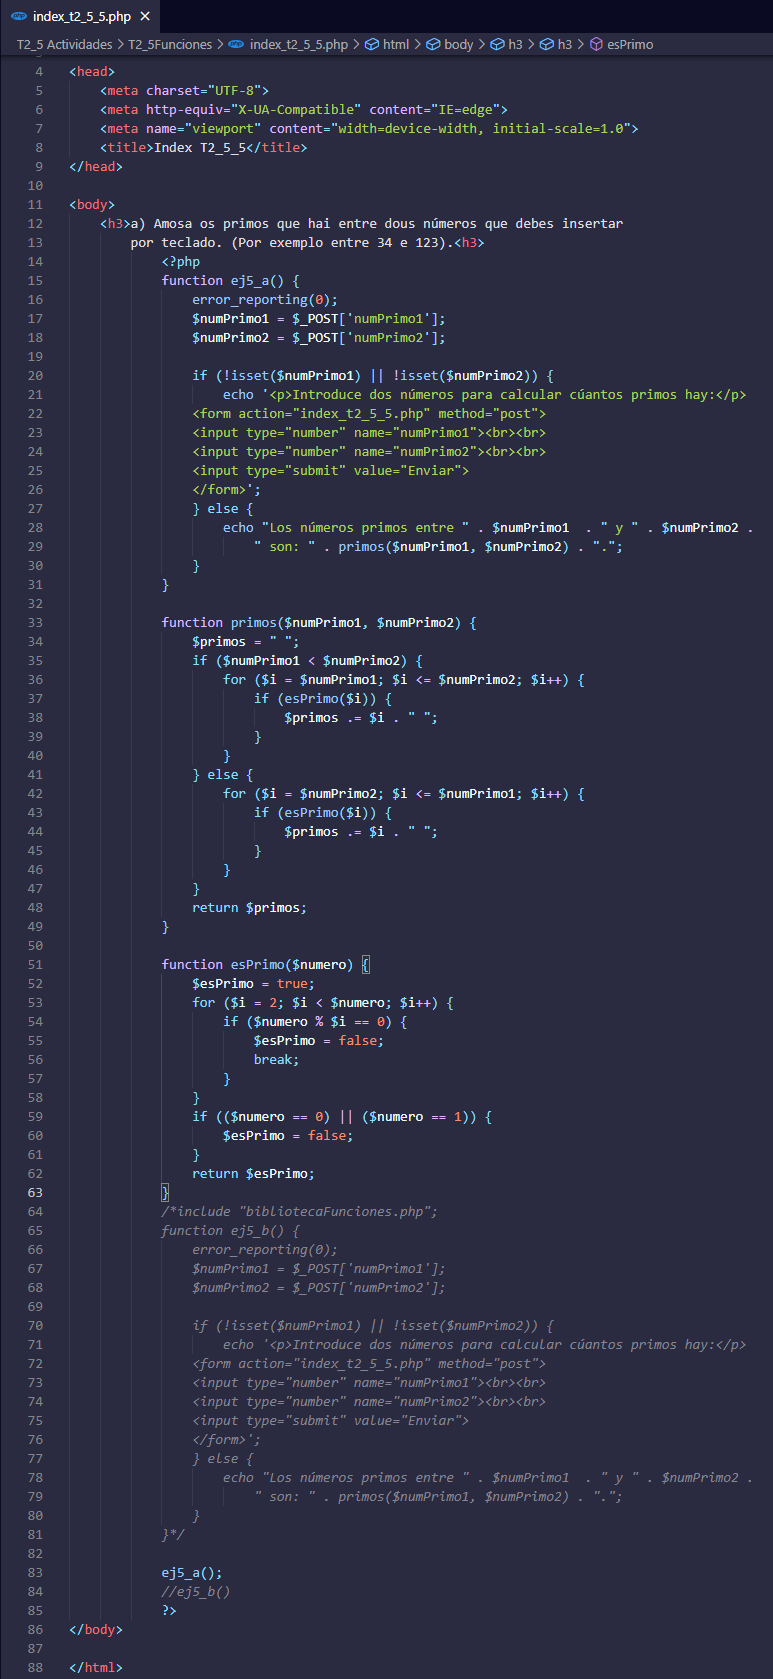 index_t2_5_5.php ×
T2_5 Actividades > T2_5Funciones > index_t2_5_5.php > html > body > h3 > h3 > esPrimo
4 <head>
5 <meta charset="UTF-8">
6 <meta http-equiv="X-UA-Compatible" content="IE=edge">
7 <meta name="viewport" content="width=device-width, initial-scale=1.0">
8 <title>Index T2_5_5</title>
9 </head>
10
11 <body>
12 <h3>a) Amosa os primos que hai entre dous números que debes insertar
13 por teclado. (Por exemplo entre 34 e 123).<h3>
14 <?php
15 function ej5_a() {
16 error_reporting(0);
17 $numPrimo1 = $_POST['numPrimo1'];
18 $numPrimo2 = $_POST['numPrimo2'];
19
20 if (!isset($numPrimo1) || !isset($numPrimo2)) {
21 echo '<p>Introduce dos números para calcular cúantos primos hay:</p>
22 <form action="index_t2_5_5.php" method="post">
23 <input type="number" name="numPrimo1"><br><br>
24 <input type="number" name="numPrimo2"><br><br>
25 <input type="submit" value="Enviar">
26 </form>';
27 } else {
28 echo "Los números primos entre " . $numPrimo1  . " y " . $numPrimo2 .
29 " son: " . primos($numPrimo1, $numPrimo2) . ".";
30 }
31 }
32
33 function primos($numPrimo1, $numPrimo2) {
34 $primos = " ";
35 if ($numPrimo1 < $numPrimo2) {
36 for ($i = $numPrimo1; $i <= $numPrimo2; $i++) {
37 if (esPrimo($i)) {
38 $primos .= $i . " ";
39 }
40 }
41 } else {
42 for ($i = $numPrimo2; $i <= $numPrimo1; $i++) {
43 if (esPrimo($i)) {
44 $primos .= $i . " ";
45 }
46 }
47 }
48 return $primos;
49 }
50
51 function esPrimo($numero) {
52 $esPrimo = true;
53 for ($i = 2; $i < $numero; $i++) {
54 if ($numero % $i == 0) {
55 $esPrimo = false;
56 break;
57 }
58 }
59 if (($numero == 0) || ($numero == 1)) {
60 $esPrimo = false;
61 }
62 return $esPrimo;
63 }
64 /*include "bibliotecaFunciones.php";
65 function ej5_b() {
66 error_reporting(0);
67 $numPrimo1 = $_POST['numPrimo1'];
68 $numPrimo2 = $_POST['numPrimo2'];
69
70 if (!isset($numPrimo1) || !isset($numPrimo2)) {
71 echo '<p>Introduce dos números para calcular cúantos primos hay:</p>
72 <form action="index_t2_5_5.php" method="post">
73 <input type="number" name="numPrimo1"><br><br>
74 <input type="number" name="numPrimo2"><br><br>
75 <input type="submit" value="Enviar">
76 </form>';
77 } else {
78 echo "Los números primos entre " . $numPrimo1  . " y " . $numPrimo2 .
79 " son: " . primos($numPrimo1, $numPrimo2) . ".";
80 }
81 }*/
82
83 ej5_a();
84 //ej5_b()
85 ?>
86 </body>
87
88 </html>